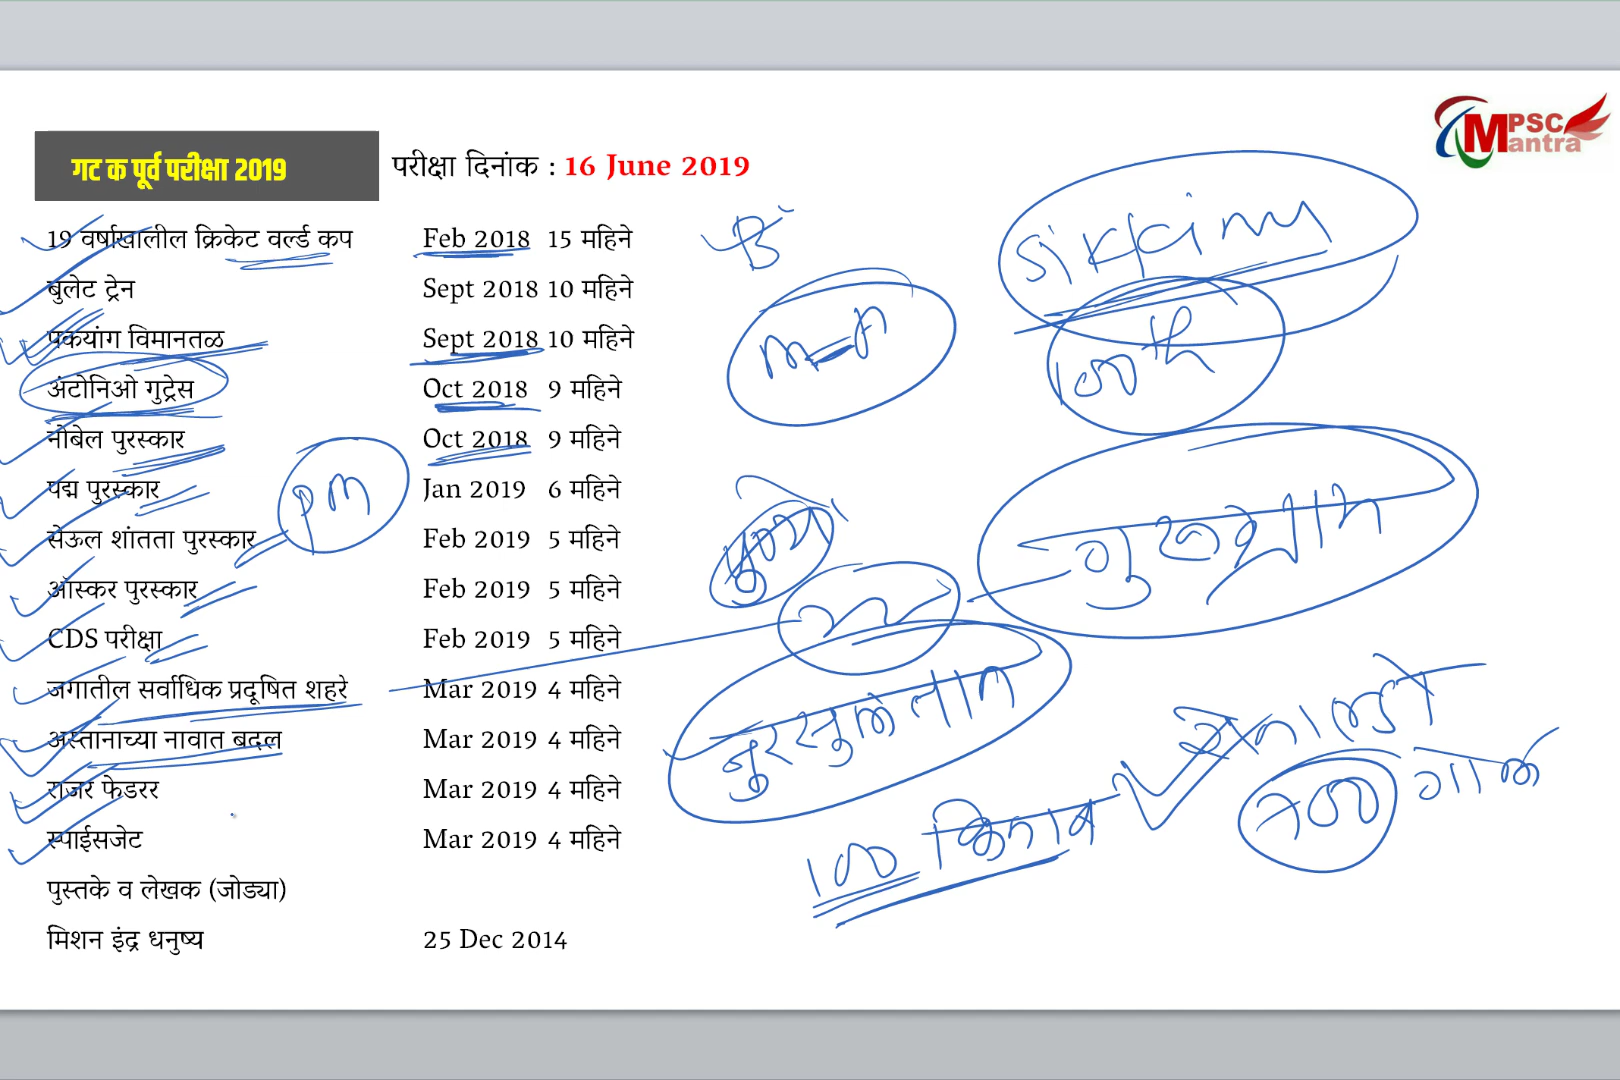 MPSC Mantra
गट क पूर्व परीक्षा 2019 परीक्षा दिनांक : 16 June 2019
19 वर्षाखालील क्रिकेट वर्ल्ड कप Feb 2018 15 महिने
बुलेट ट्रेन Sept 2018 10 महिने
पकयांग विमानतळ Sept 2018 10 महिने
अंटोनिओ गुट्रेस Oct 2018 9 महिने
नोबेल पुरस्कार Oct 2018 9 महिने
पद्म पुरस्कार Jan 2019 6 महिने
सेऊल शांतता पुरस्कार Feb 2019 5 महिने
ऑस्कर पुरस्कार Feb 2019 5 महिने
CDS परीक्षा Feb 2019 5 महिने
जगातील सर्वाधिक प्रदूषित शहरे Mar 2019 4 महिने
अस्तानाच्या नावात बदल Mar 2019 4 महिने
राजर फेडरर Mar 2019 4 महिने
स्पाईसजेट Mar 2019 4 महिने
पुस्तके व लेखक (जोड्या)
मिशन इंद्र धनुष्य 25 Dec 2014
Sikkim
m-A
100th
PM
गुरुग्राम
नुरसुलतान
100 किताब
रोनाल्डो
700 गोल